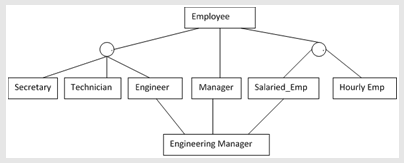 Employee
Secretary
Technician
Engineer
Manager
Salaried_Emp
Hourly Emp
Engineering Manager